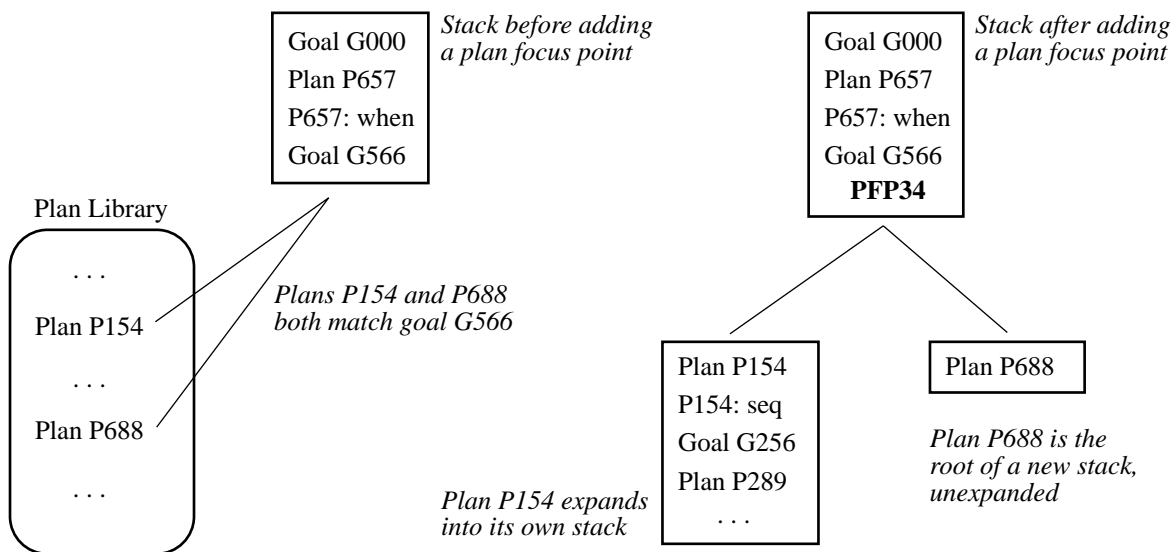 Goal G000
Plan P657
P657: when
Goal G566
Stack before adding
a plan focus point
Goal G000
Plan P657
P657: when
Goal G566
PFP34
Stack after adding
a plan focus point
Plan Library
. . .
Plan P154
. . .
Plan P688
. . .
Plans P154 and P688
both match goal G566
Plan P154
P154: seq
Goal G256
Plan P289
. . .
Plan P154 expands
into its own stack
Plan P688
Plan P688 is the
root of a new stack,
unexpanded